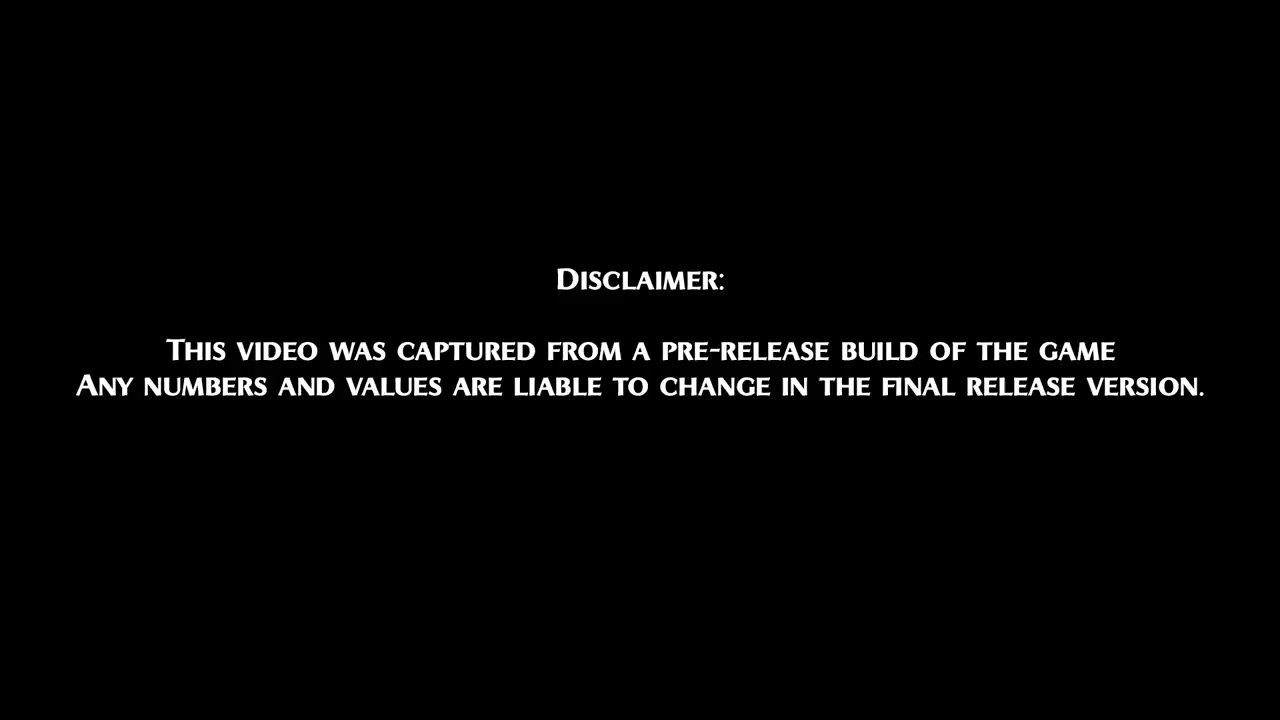 Disclaimer:
This video was captured from a pre-release build of the game
Any numbers and values are liable to change in the final release version.